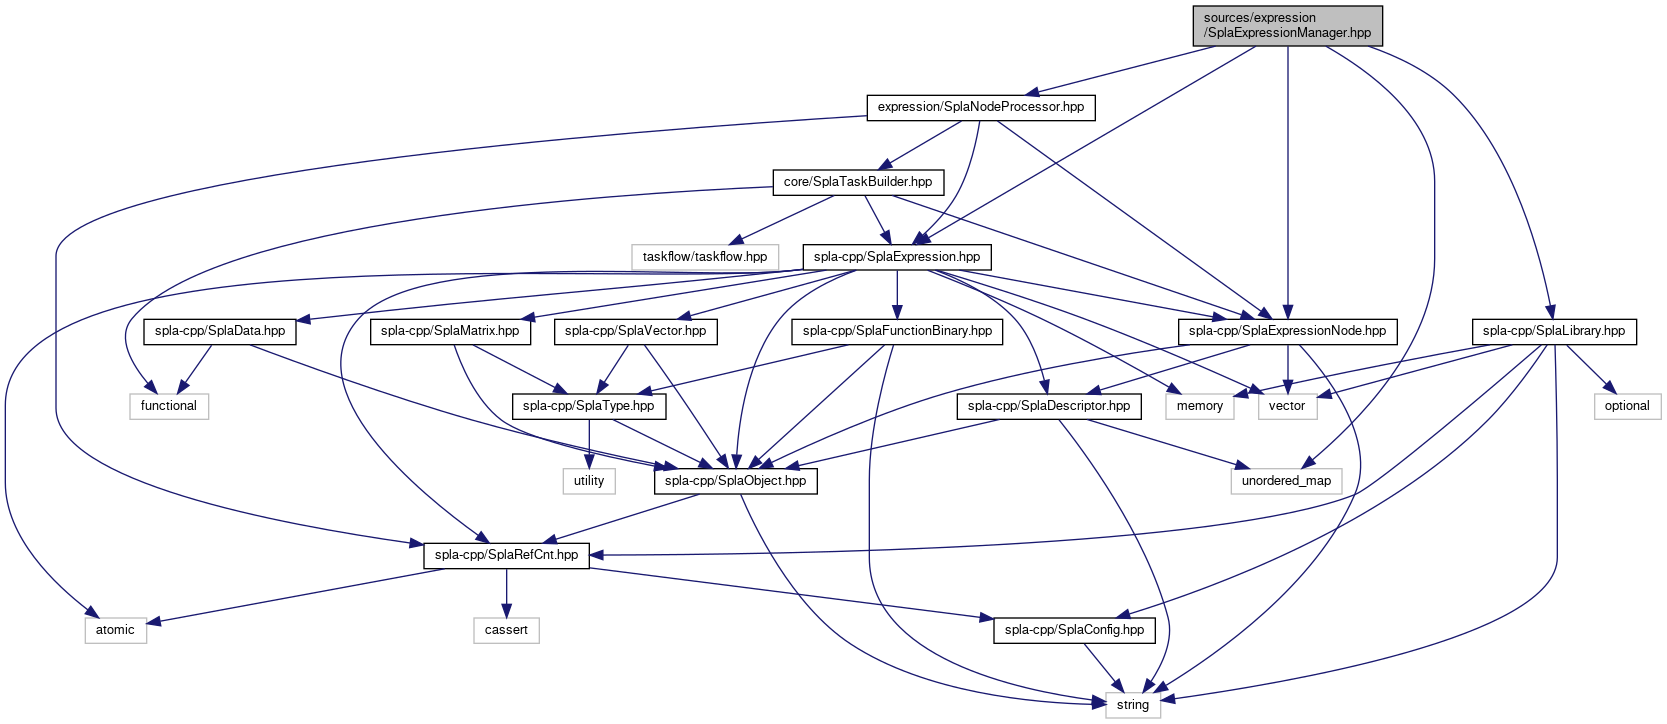 sources/expression
/SplaExpressionManager.hpp
expression/SplaNodeProcessor.hpp
core/SplaTaskBuilder.hpp
taskflow/taskflow.hpp
spla-cpp/SplaExpression.hpp
spla-cpp/SplaData.hpp
spla-cpp/SplaMatrix.hpp
spla-cpp/SplaVector.hpp
spla-cpp/SplaFunctionBinary.hpp
spla-cpp/SplaExpressionNode.hpp
spla-cpp/SplaLibrary.hpp
functional
spla-cpp/SplaType.hpp
spla-cpp/SplaDescriptor.hpp
memory
vector
optional
utility
spla-cpp/SplaObject.hpp
unordered_map
spla-cpp/SplaRefCnt.hpp
atomic
cassert
spla-cpp/SplaConfig.hpp
string